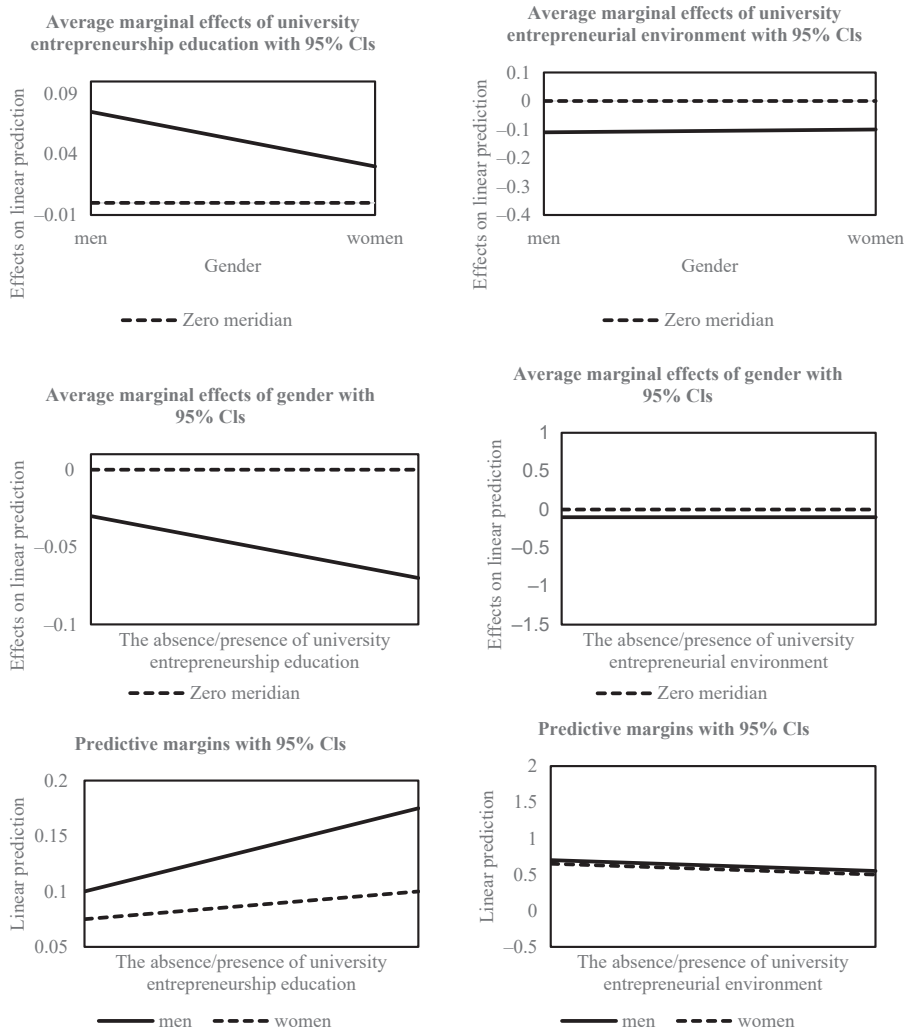 Average marginal effects of university
entrepreneurship education with 95% Cls
0.09
0.04
–0.01
Effects on linear prediction
men
women
Gender
Zero meridian
Average marginal effects of university
entrepreneurial environment with 95% Cls
0.1
0
–0.1
–0.2
–0.3
–0.4
Effects on linear prediction
men
women
Gender
Zero meridian
Average marginal effects of gender with
95% Cls
0
–0.05
–0.1
Effects on linear prediction
The absence/presence of university
entrepreneurship education
Zero meridian
Average marginal effects of gender with
95% Cls
1
0.5
0
–0.5
–1
–1.5
Effects on linear prediction
The absence/presence of university
entrepreneurial environment
Zero meridian
Predictive margins with 95% Cls
0.2
0.15
0.1
0.05
Linear prediction
The absence/presence of university
entrepreneurship education
men
women
Predictive margins with 95% Cls
2
1.5
1
0.5
0
–0.5
Linear prediction
The absence/presence of university
entrepreneurial environment
men
women